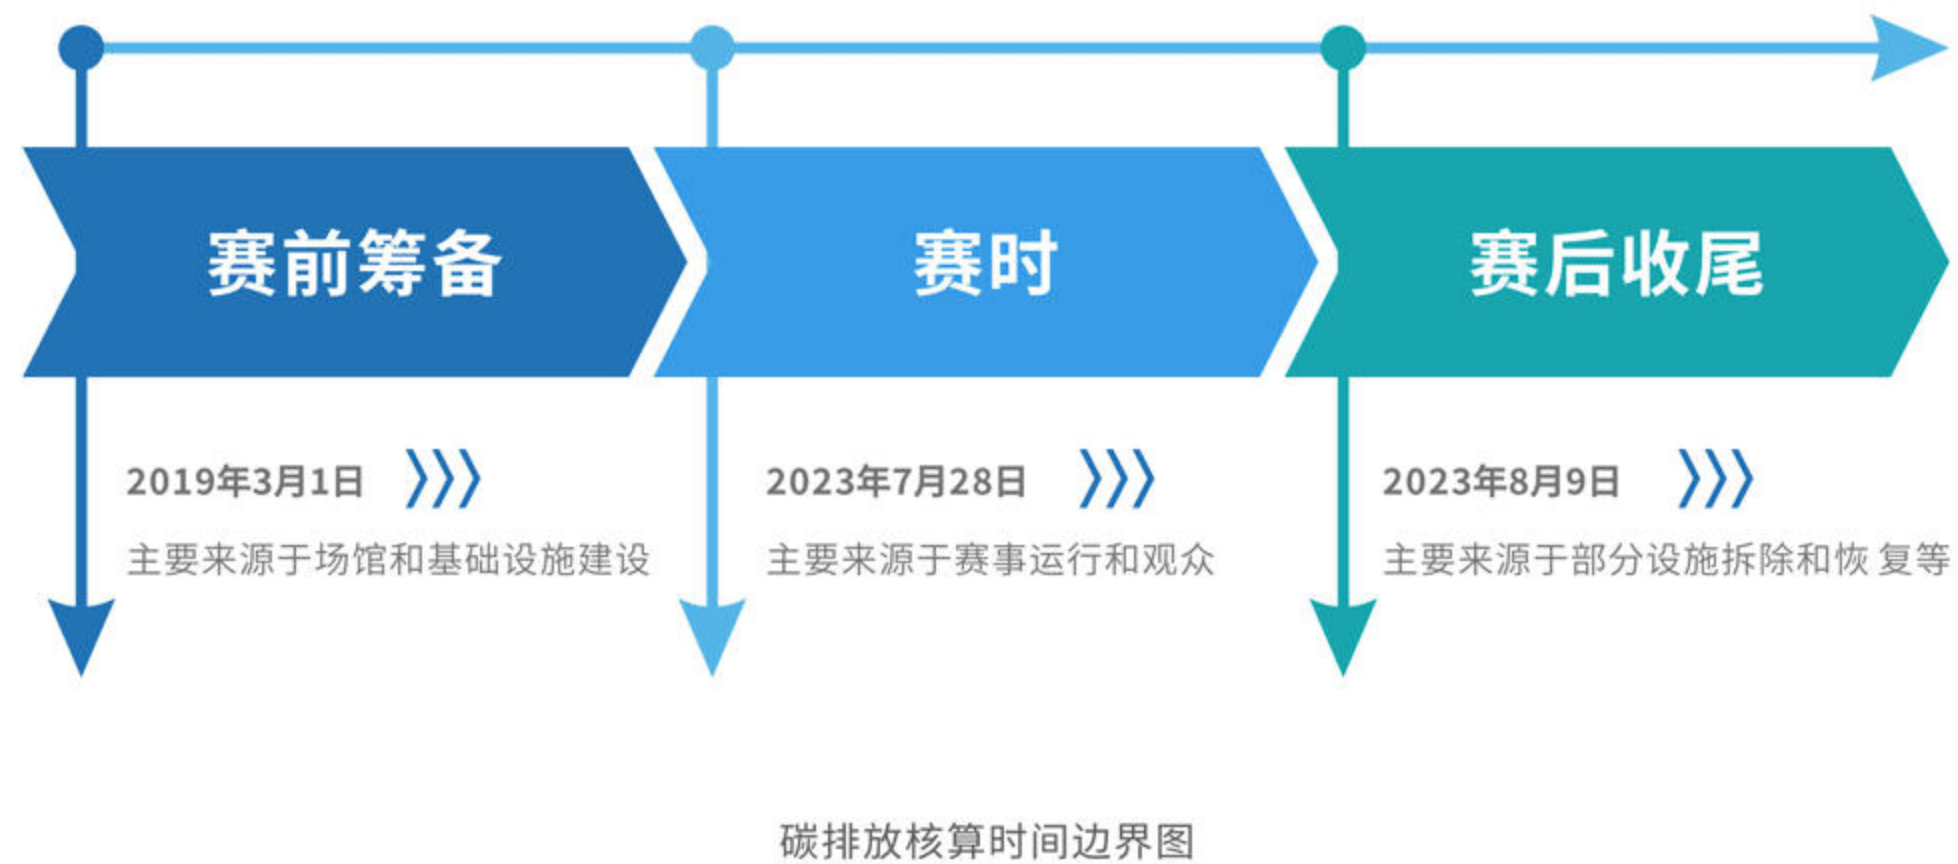 赛前筹备
赛时
赛后收尾
2019年3月1日
主要来源于场馆和基础设施建设
2023年7月28日
主要来源于赛事运行和观众
2023年8月9日
主要来源于部分设施拆除和恢 复等
碳排放核算时间边界图